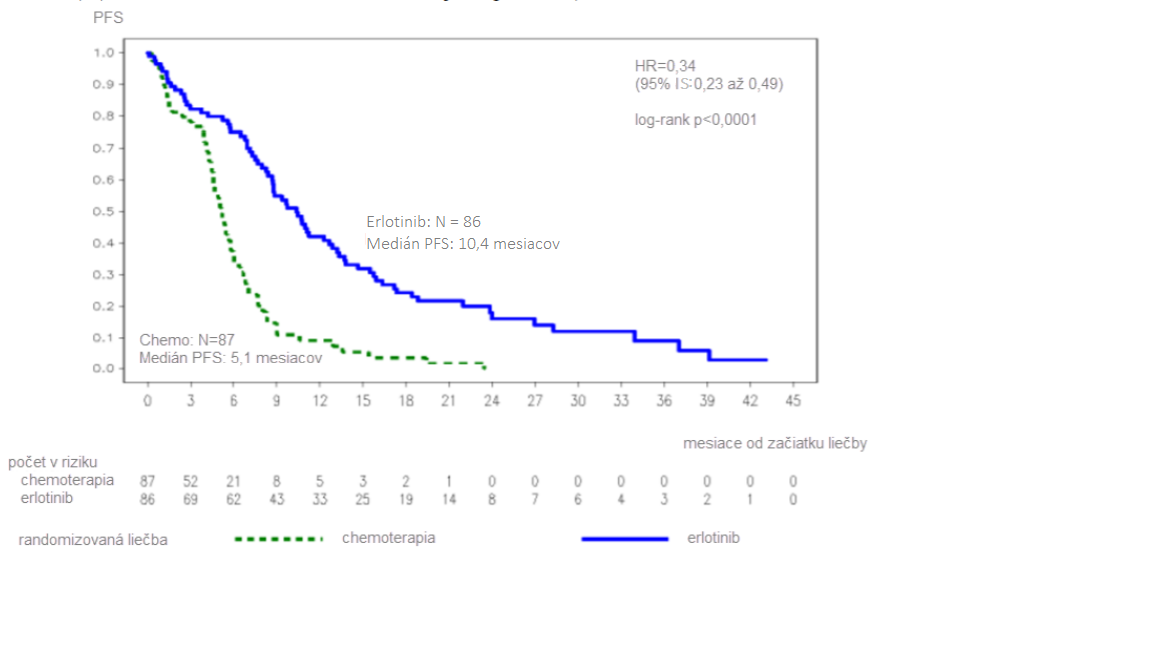 PFS
1.0
HR=0,34
0.9
(95% IS:0,23 až 0,49)
0.8
log-rank p<0,0001
0.7
0.6
0.5
Erlotinib: N = 86
0.4
Medián PFS: 10,4 mesiacov
0.3
0.2
0.1
Chemo: N=87
Medián PFS: 5,1 mesiacov
0.0
0 3 6 9 12 15 18 21 24 27 30 33 36 39 42 45
mesiace od začiatku liečby
počet v riziku
chemoterapia 87 52 21 8 5 3 2 1 0 0 0 0 0 0 0 0
erlotinib 86 69 62 43 33 25 19 14 8 7 6 4 3 2 1 0
randomizovaná liečba chemoterapia erlotinib